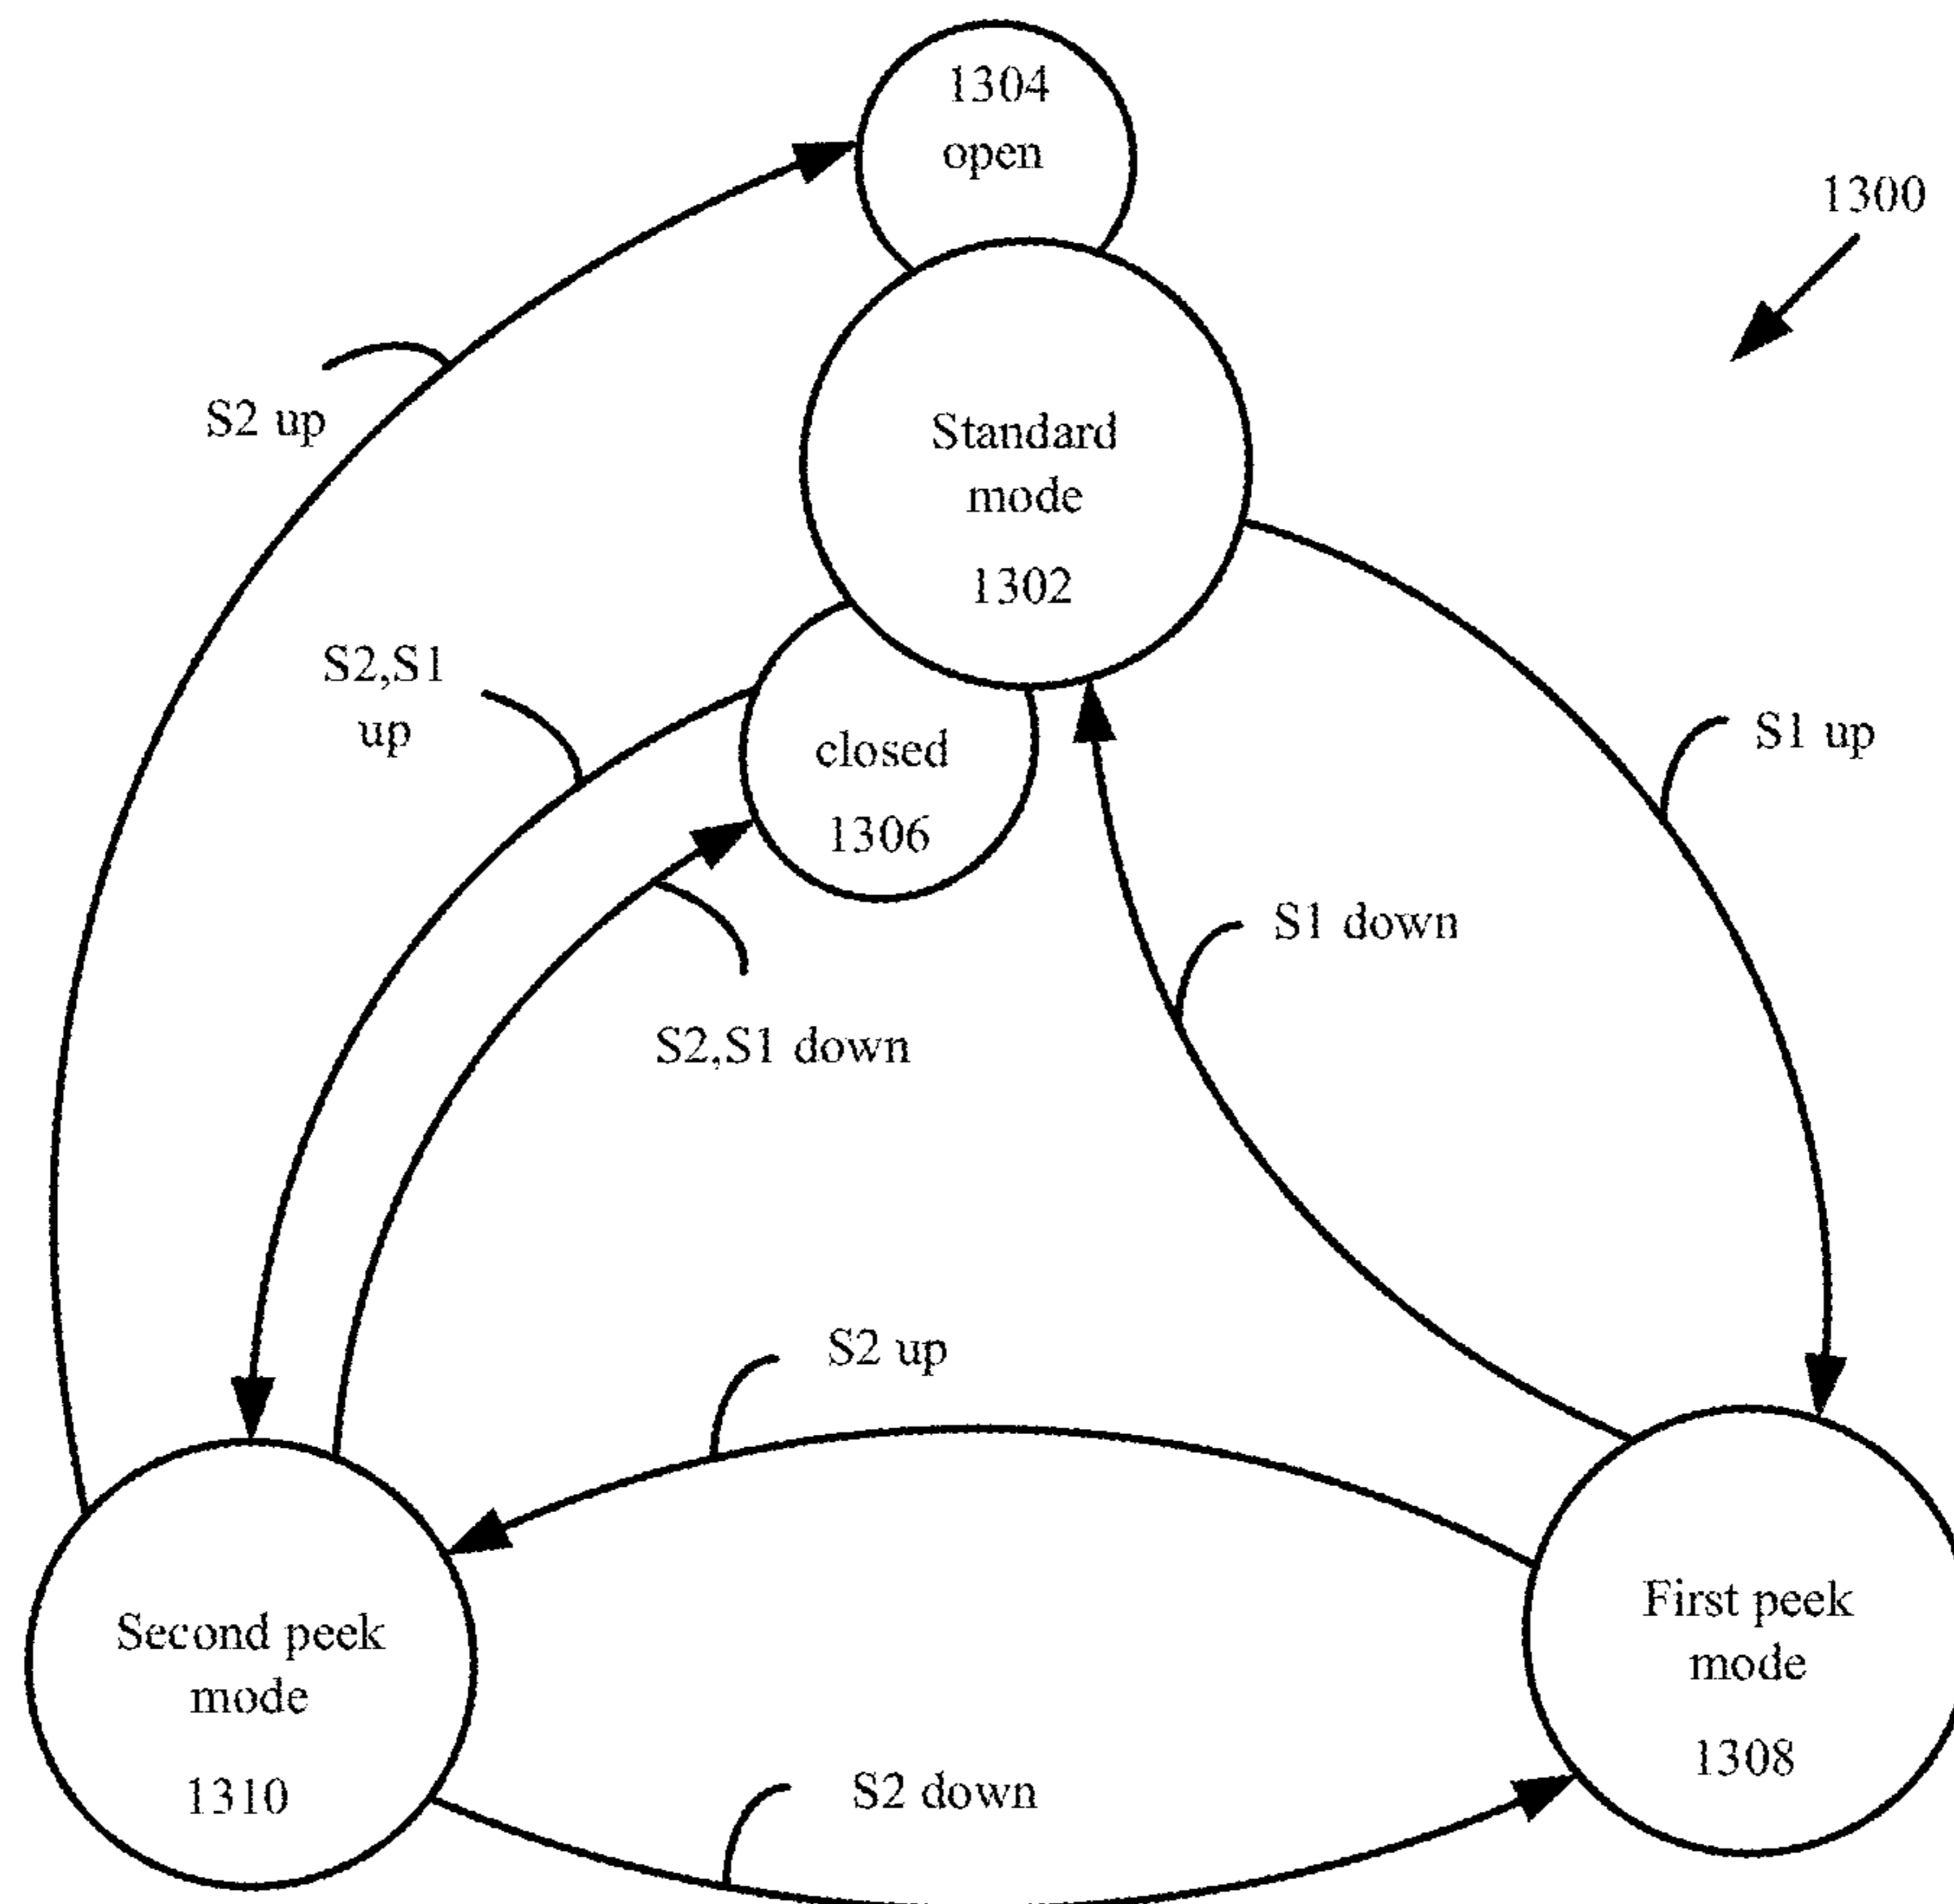 1304
open
1300
Standard
mode
1302
S2 up
S2,S1
up
closed
1306
S1 up
S1 down
S2,S1 down
S2 up
Second peek
mode
1310
First peek
mode
1308
S2 down